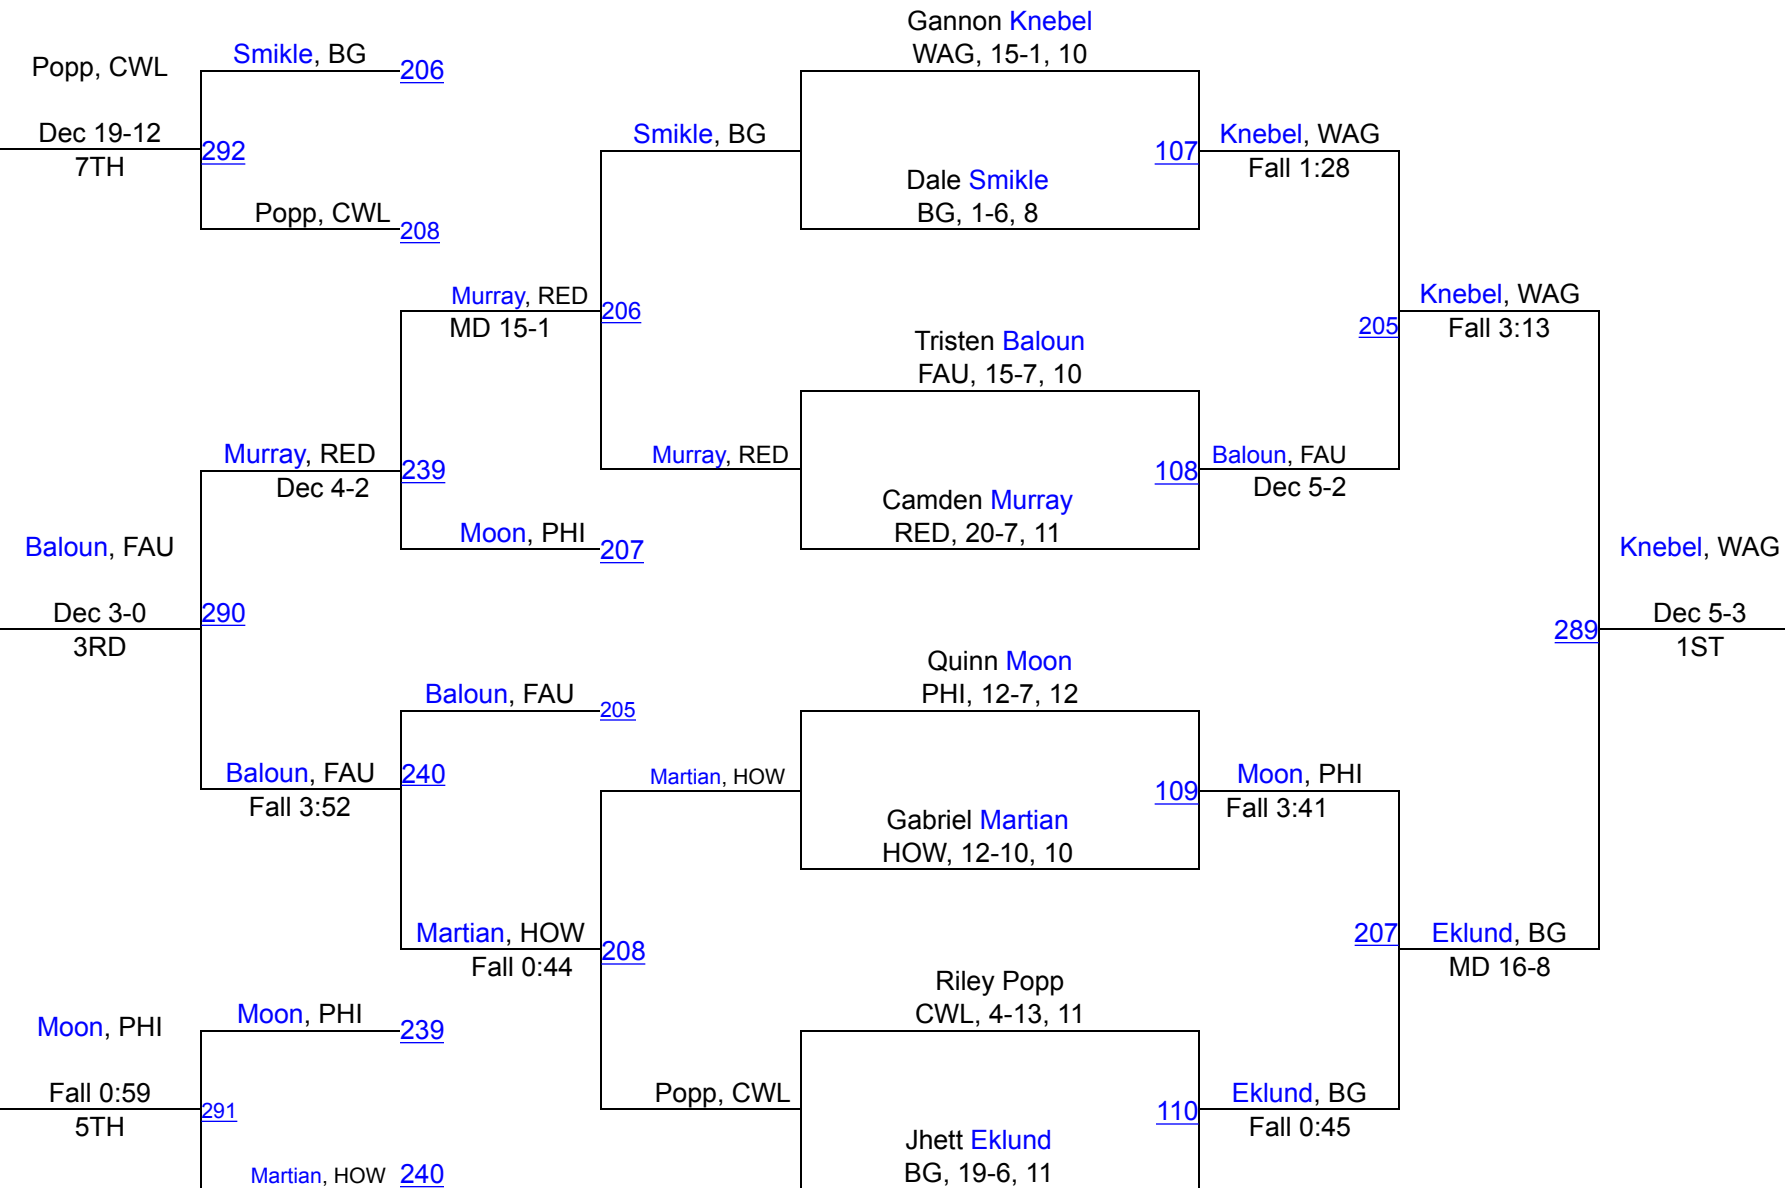 Gannon Knebel
WAG, 15-1, 10
Popp, CWL
Smikle, BG
206
Dec 19-12
7TH
292
Smikle, BG
107
Knebel, WAG
Fall 1:28
Dale Smikle
BG, 1-6, 8
Popp, CWL
208
Murray, RED
MD 15-1
206
Knebel, WAG
Fall 3:13
205
Tristen Baloun
FAU, 15-7, 10
Murray, RED
Dec 4-2
239
Murray, RED
108
Baloun, FAU
Dec 5-2
Camden Murray
RED, 20-7, 11
Moon, PHI
207
Baloun, FAU
Dec 3-0
3RD
290
Knebel, WAG
Dec 5-3
1ST
289
Quinn Moon
PHI, 12-7, 12
Baloun, FAU
205
Baloun, FAU
Fall 3:52
240
Martian, HOW
109
Moon, PHI
Fall 3:41
Gabriel Martian
HOW, 12-10, 10
Martian, HOW
Fall 0:44
208
207
Eklund, BG
MD 16-8
Riley Popp
CWL, 4-13, 11
Moon, PHI
Moon, PHI
239
Fall 0:59
5TH
291
Popp, CWL
110
Eklund, BG
Fall 0:45
Jhett Eklund
BG, 19-6, 11
Martian, HOW
240